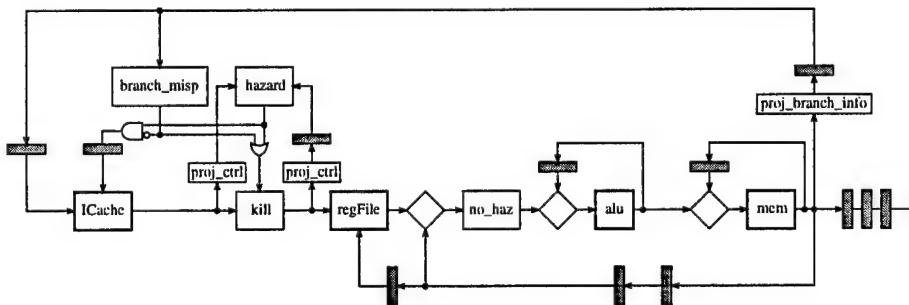 branch_misp
hazard
proj_branch_info
proj_ctrl
proj_ctrl
ICache
kill
regFile
no_haz
alu
mem